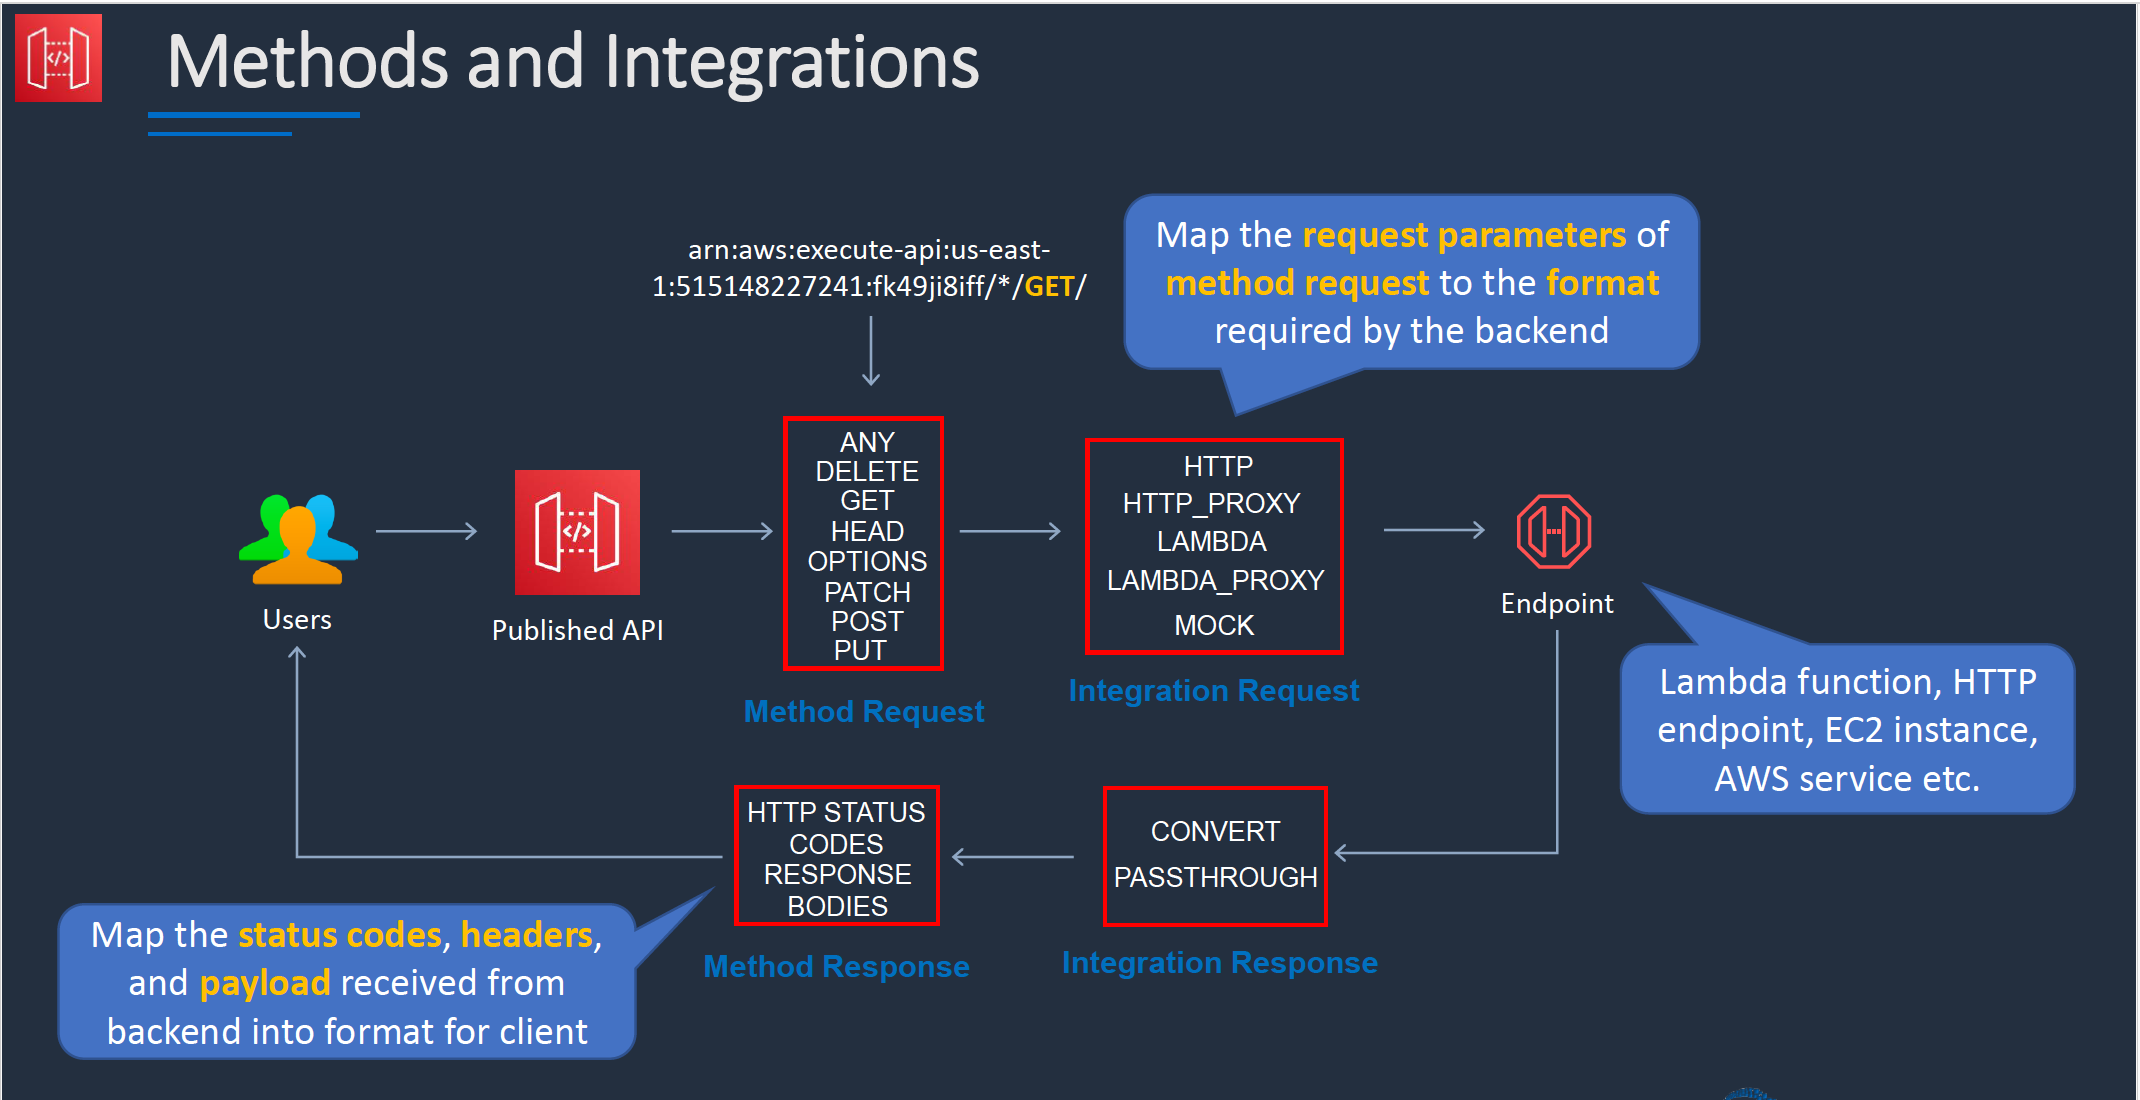 Methods and Integrations
arn:aws:execute-api:us-east-
1:515148227241:fk49ji8iff/*/GET/
Map the request parameters of
method request to the format
required by the backend
Users
</>
Published API
ANY
DELETE
GET
HEAD
OPTIONS
PATCH
POST
PUT
Method Request
HTTP
HTTP_PROXY
LAMBDA
LAMBDA_PROXY
MOCK
Integration Request
Endpoint
Lambda function, HTTP
endpoint, EC2 instance,
AWS service etc.
CONVERT
PASSTHROUGH
Integration Response
HTTP STATUS
CODES
RESPONSE
BODIES
Method Response
Map the status codes, headers,
and payload received from
backend into format for client